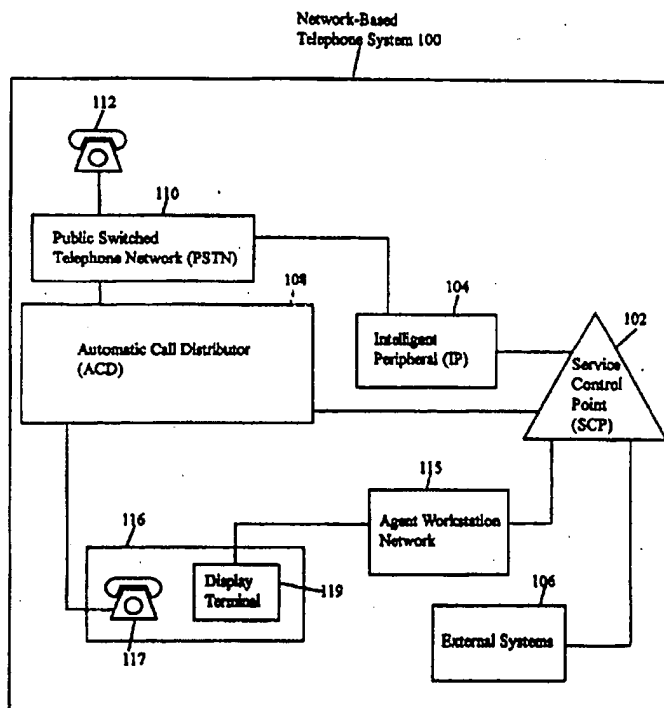 Network-Based
Telephone System 100
112
110
Public Switched
Telephone Network (PSTN)
108
Automatic Call Distributor
(ACD)
104
Intelligent
Peripheral (IP)
102
Service
Control
Point
(SCP)
115
Agent Workstation
Network
116
Display
Terminal
119
117
106
External Systems